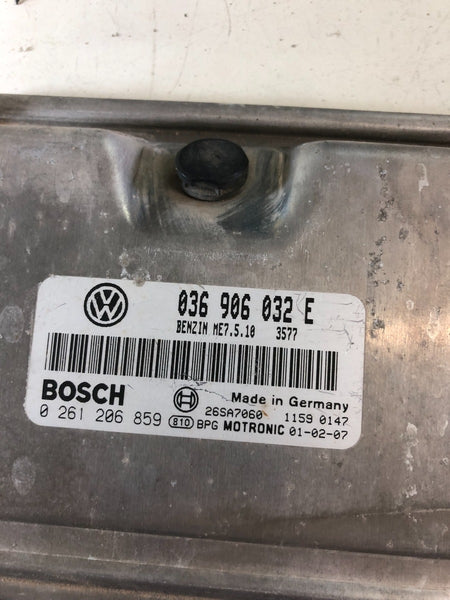 036 906 032 E
BENZIN ME7.5.10 3577
BOSCH
Made in Germany
26SA7060 1159 0147
0 261 206 859 810 BPG MOTRONIC 01-02-07